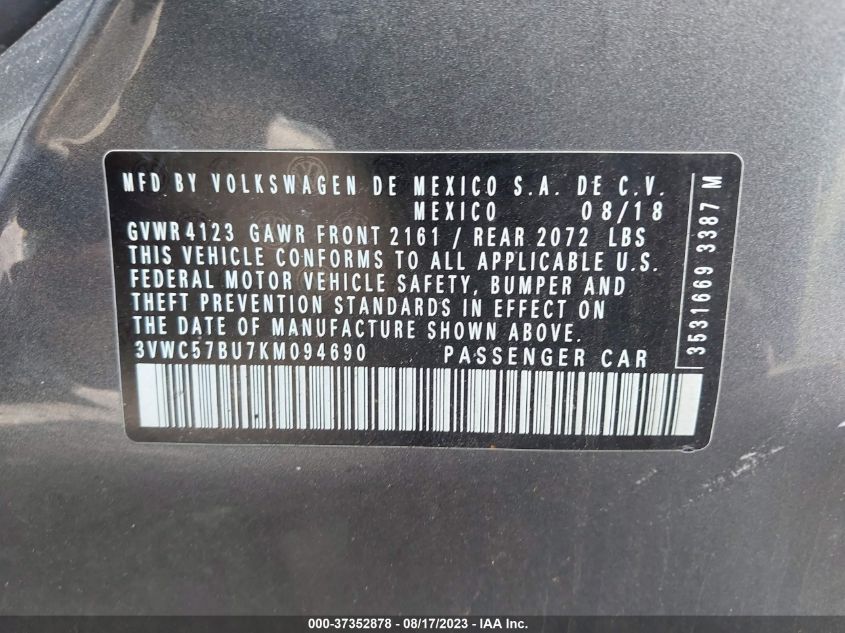 MFD BY VOLKSWAGEN DE MEXICO S.A. DE C.V.
MEXICO 08/18
GVWR 4123 GAWR FRONT 2161 / REAR 2072 LBS
THIS VEHICLE CONFORMS TO ALL APPLICABLE U.S.
FEDERAL MOTOR VEHICLE SAFETY, BUMPER AND
THEFT PREVENTION STANDARDS IN EFFECT ON
THE DATE OF MANUFACTURE SHOWN ABOVE.
3VWC57BU7KM094690 PASSENGER CAR
3531669 3387 M
000-37352878 - 08/17/2023 - IAA Inc.